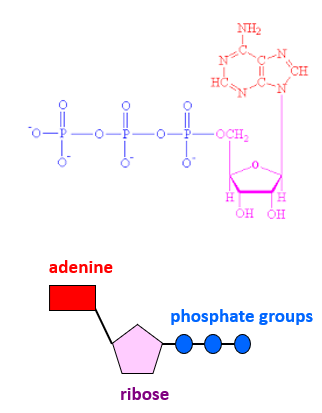 NH₂
N
C
C
N
CH
HC
N
C
N
O
O
O
⁻O
P
O
P
O
P
OCH₂
O
O⁻
O⁻
O⁻
H
H
OH
OH
adenine
phosphate groups
ribose